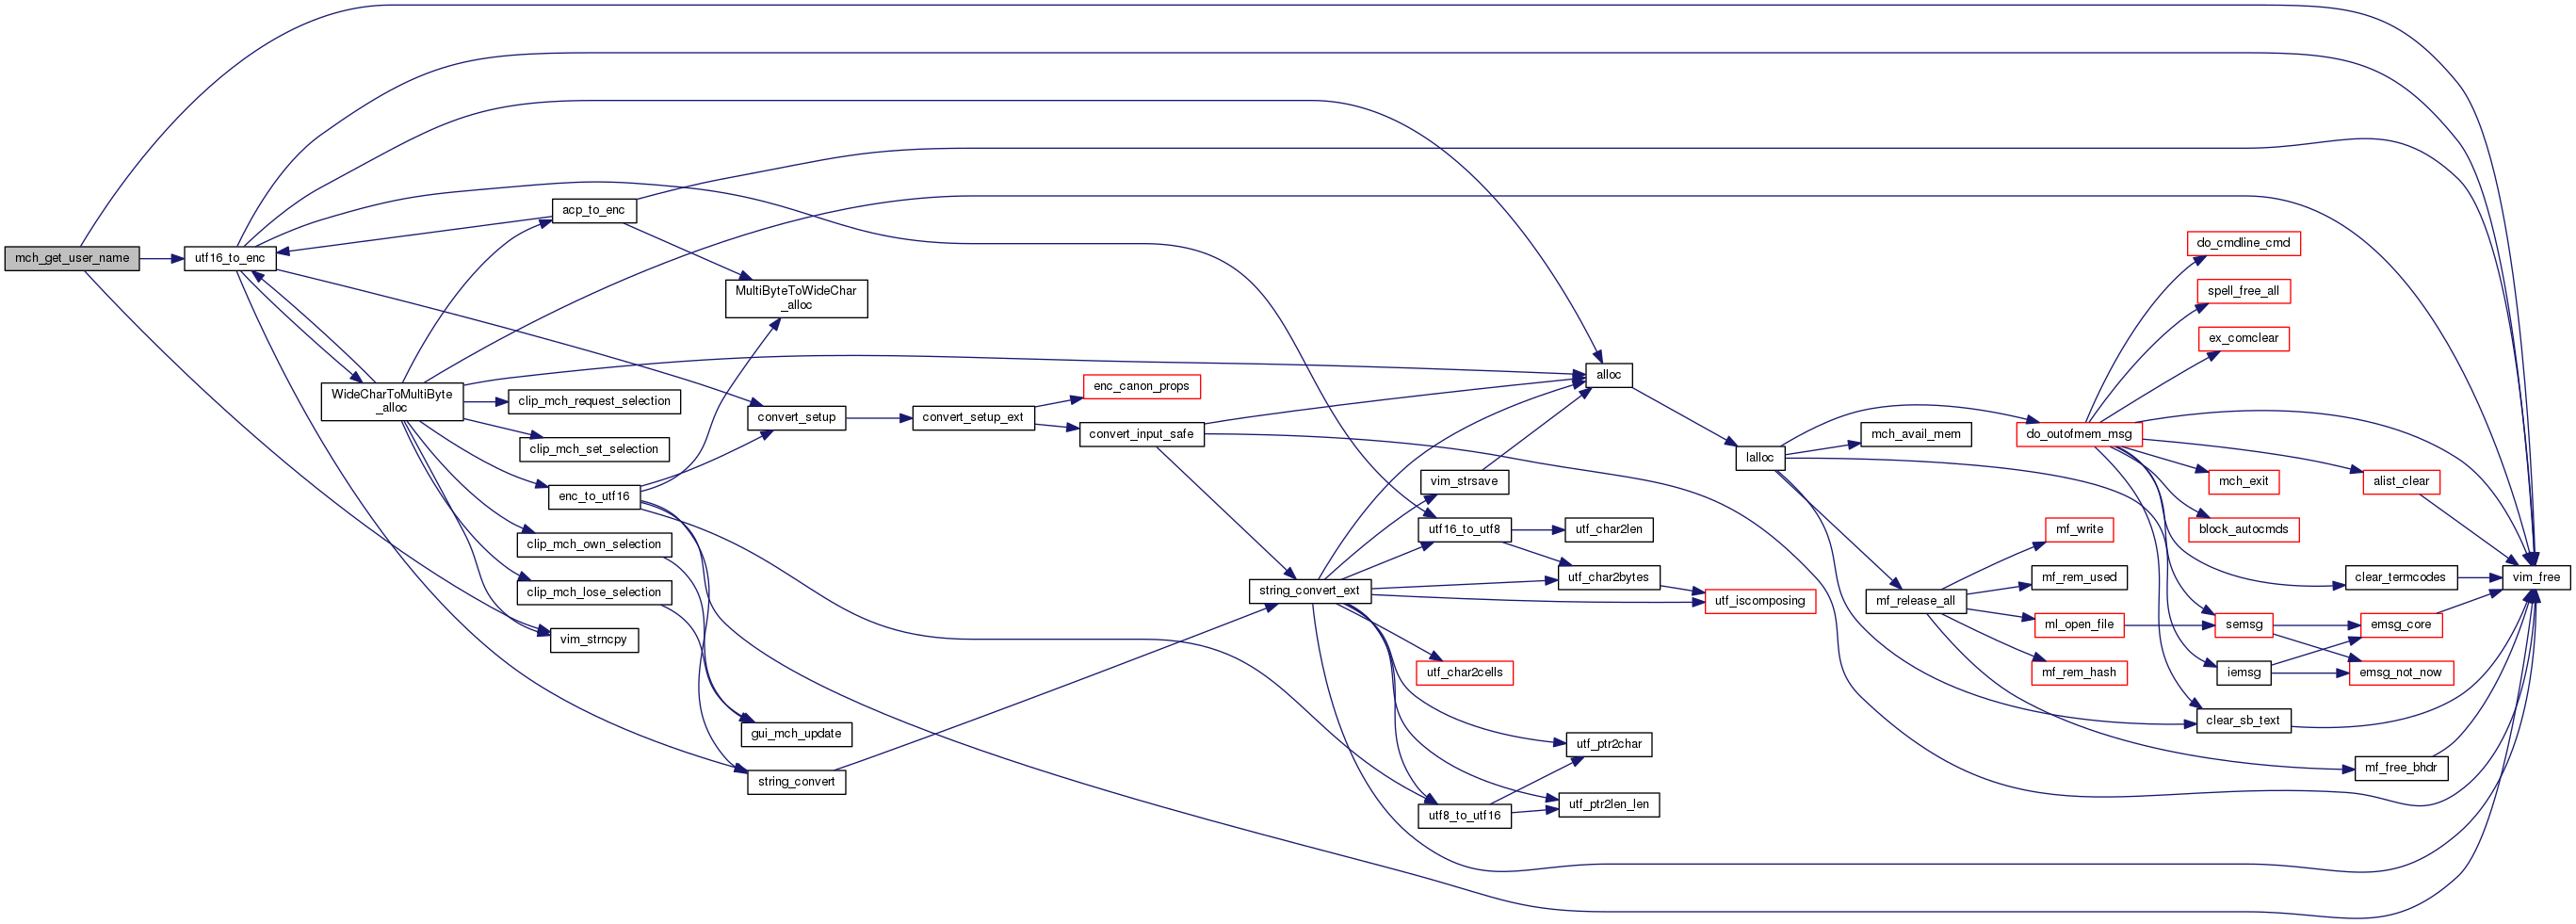 mch_get_user_name
utf16_to_enc
WideCharToMultiByte
_alloc
acp_to_enc
clip_mch_request_selection
clip_mch_set_selection
enc_to_utf16
clip_mch_own_selection
clip_mch_lose_selection
vim_strncpy
MultiByteToWideChar
_alloc
convert_setup
gui_mch_update
string_convert
convert_setup_ext
enc_canon_props
convert_input_safe
string_convert_ext
vim_strsave
utf16_to_utf8
utf_char2cells
utf8_to_utf16
alloc
utf_char2len
utf_char2bytes
utf_iscomposing
utf_ptr2char
utf_ptr2len_len
lalloc
mch_avail_mem
mf_release_all
do_outofmem_msg
mf_write
mf_rem_used
ml_open_file
mf_rem_hash
do_cmdline_cmd
spell_free_all
ex_comclear
mch_exit
block_autocmds
semsg
iemsg
clear_sb_text
alist_clear
clear_termcodes
emsg_core
emsg_not_now
mf_free_bhdr
vim_free